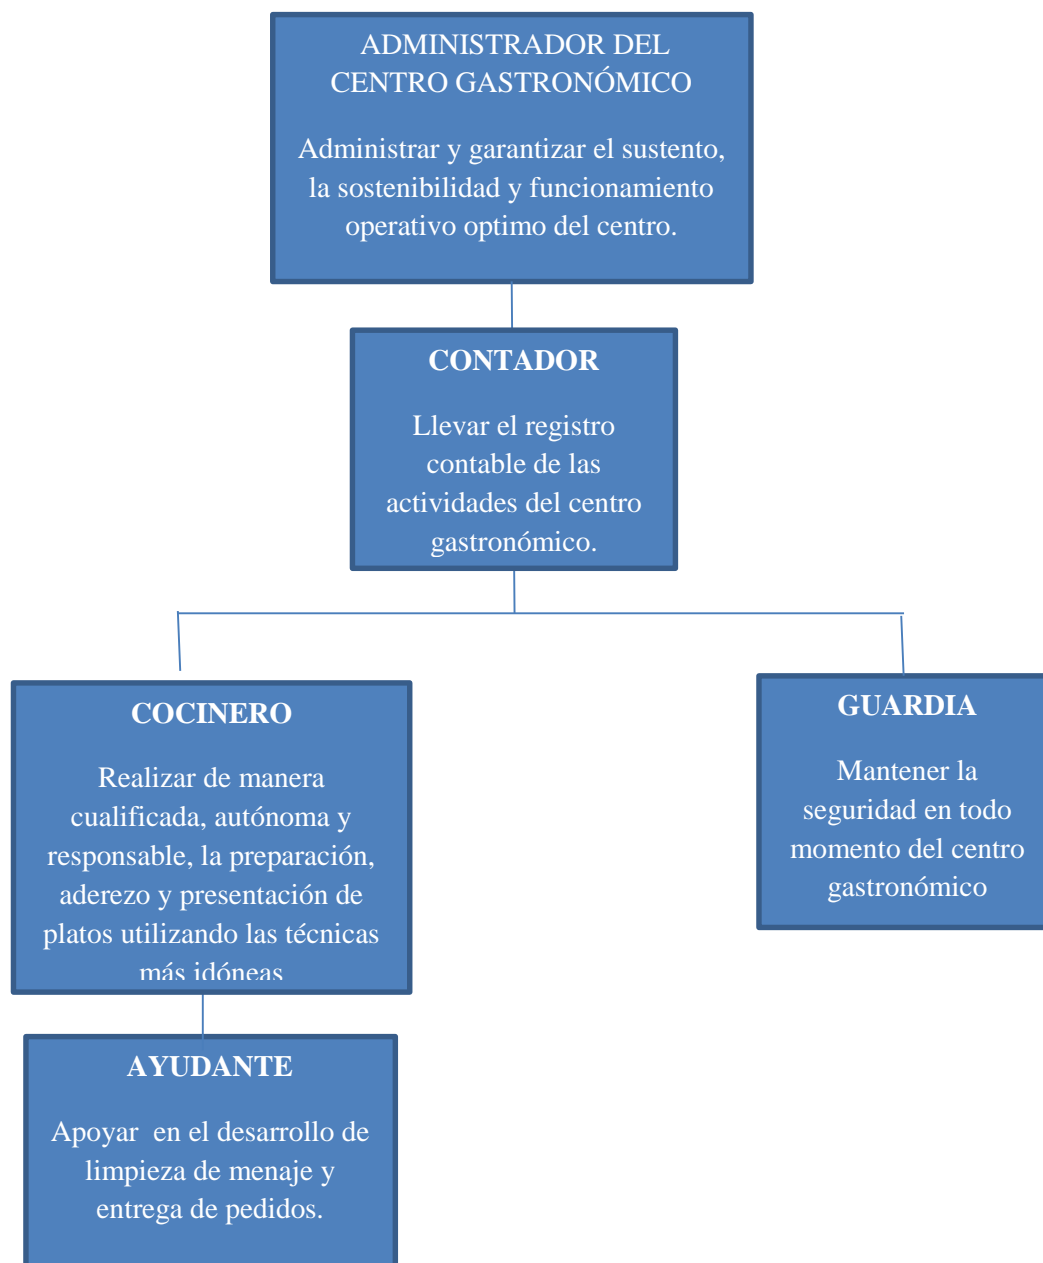 ADMINISTRADOR DEL
CENTRO GASTRONÓMICO
Administrar y garantizar el sustento,
la sostenibilidad y funcionamiento
operativo optimo del centro.
CONTADOR
Llevar el registro
contable de las
actividades del centro
gastronómico.
COCINERO
Realizar de manera
cualificada, autónoma y
responsable, la preparación,
aderezo y presentación de
platos utilizando las técnicas
más idóneas
GUARDIA
Mantener la
seguridad en todo
momento del centro
gastronómico
AYUDANTE
Apoyar  en el desarrollo de
limpieza de menaje y
entrega de pedidos.